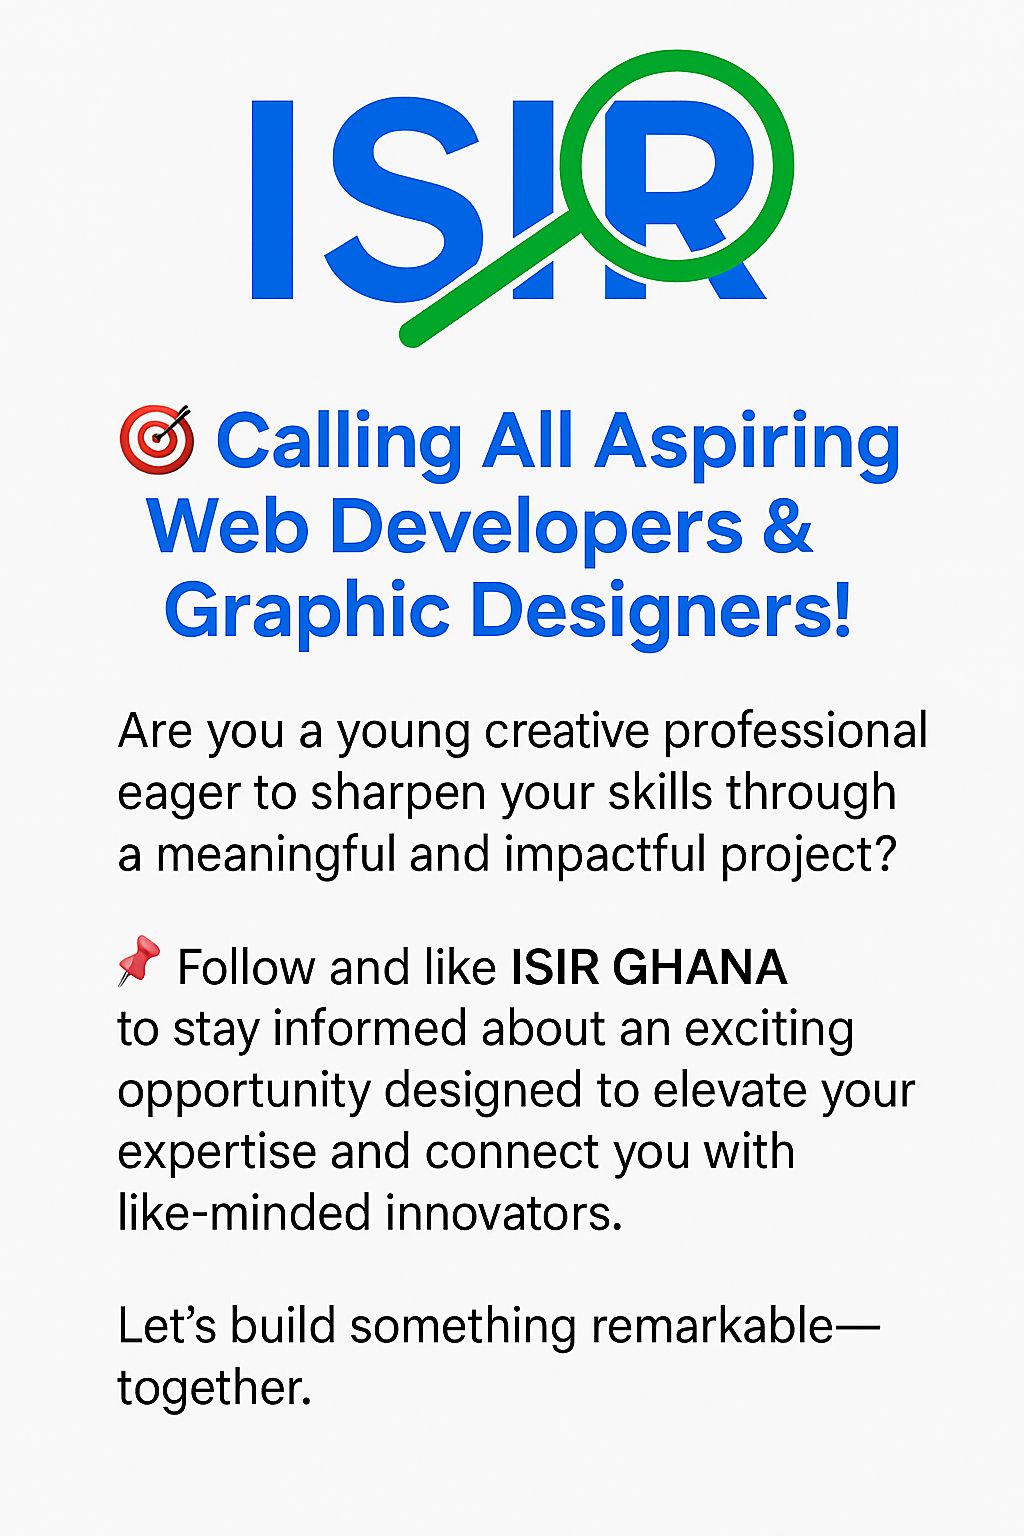 ISIR
🎯 Calling All Aspiring
Web Developers &
Graphic Designers!
Are you a young creative professional
eager to sharpen your skills through
a meaningful and impactful project?
📌 Follow and like ISIR GHANA
to stay informed about an exciting
opportunity designed to elevate your
expertise and connect you with
like-minded innovators.
Let’s build something remarkable—
together.